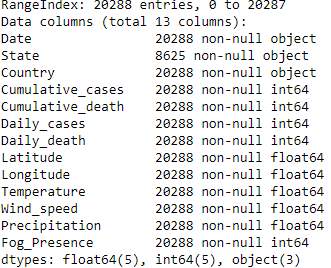 RangeIndex: 20288 entries, 0 to 20287
Data columns (total 13 columns):
Date 20288 non-null object
State 8625 non-null object
Country 20288 non-null object
Cumulative_cases 20288 non-null int64
Cumulative_death 20288 non-null int64
Daily_cases 20288 non-null int64
Daily_death 20288 non-null int64
Latitude 20288 non-null float64
Longitude 20288 non-null float64
Temperature 20288 non-null float64
Wind_speed 20288 non-null float64
Precipitation 20288 non-null float64
Fog_Presence 20288 non-null int64
dtypes: float64(5), int64(5), object(3)